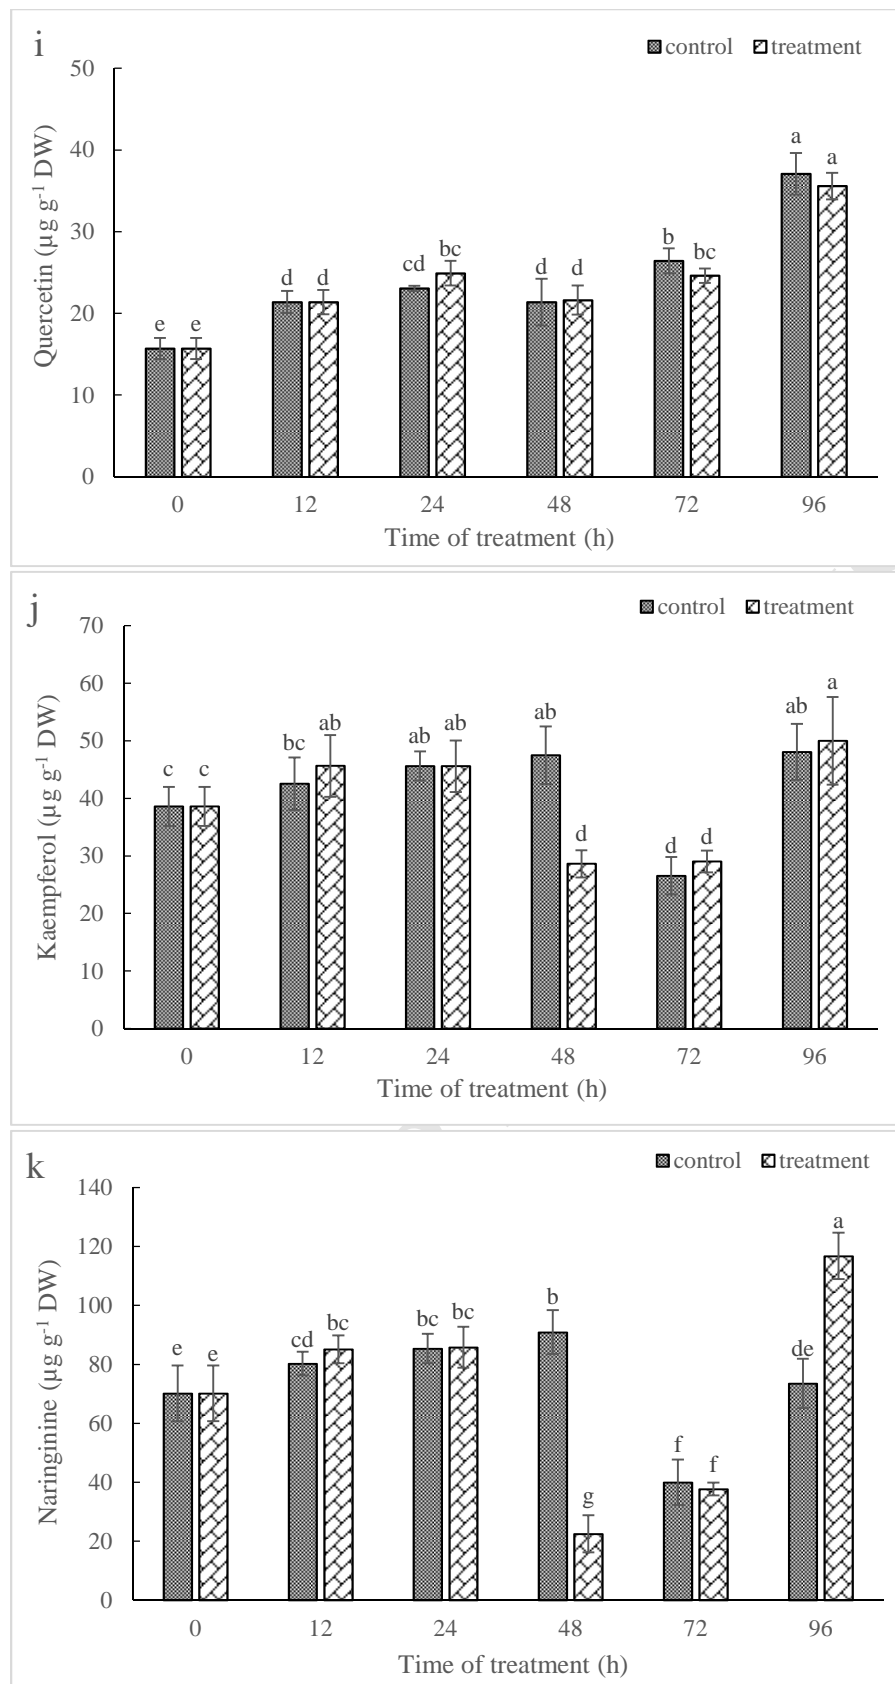 i
control treatment
50
a
a
40
b
bc
cd
bc
30
d d
d d
e e
20
10
0
Quercetin (µg g⁻¹ DW)
0 12 24 48 72 96
Time of treatment (h)
j
control treatment
70
60
50
40
30
20
10
0
a
ab
ab
ab ab
ab
bc
c c
d
d d
Kaempferol (µg g⁻¹ DW)
0 12 24 48 72 96
Time of treatment (h)
k
control treatment
140
120
100
80
60
40
20
0
a
b
bc
bc bc
cd
de
e e
f f
g
Naringinine (µg g⁻¹ DW)
0 12 24 48 72 96
Time of treatment (h)